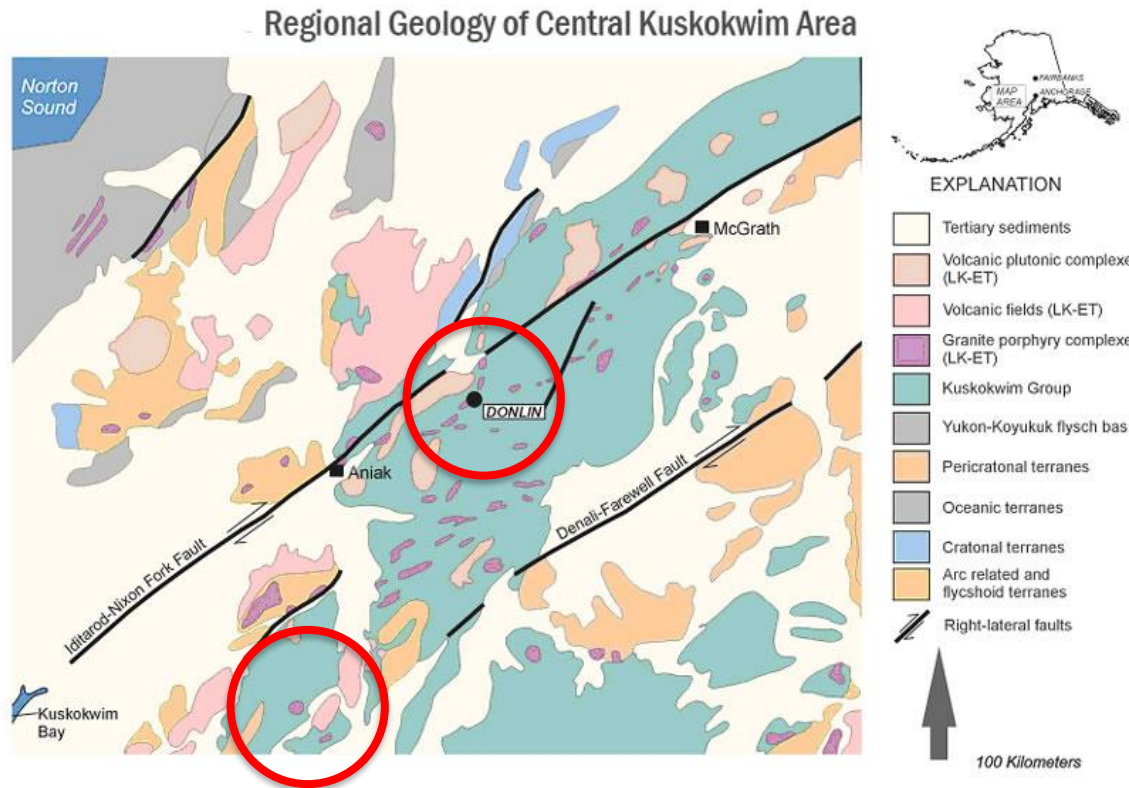 Regional Geology of Central Kuskokwim Area
Norton
Sound
McGrath
DONLIN
Aniak
Iditarod-Nixon Fork Fault
Denali-Farewell Fault
Kuskokwim
Bay
MAP
AREA
FAIRBANKS
ANCHORAGE
EXPLANATION
Tertiary sediments
Volcanic plutonic complexe
(LK-ET)
Volcanic fields (LK-ET)
Granite porphyry complexe
(LK-ET)
Kuskokwim Group
Yukon-Koyukuk flysch bas
Pericratonal terranes
Oceanic terranes
Cratonal terranes
Arc related and
flycshoid terranes
Right-lateral faults
100 Kilometers